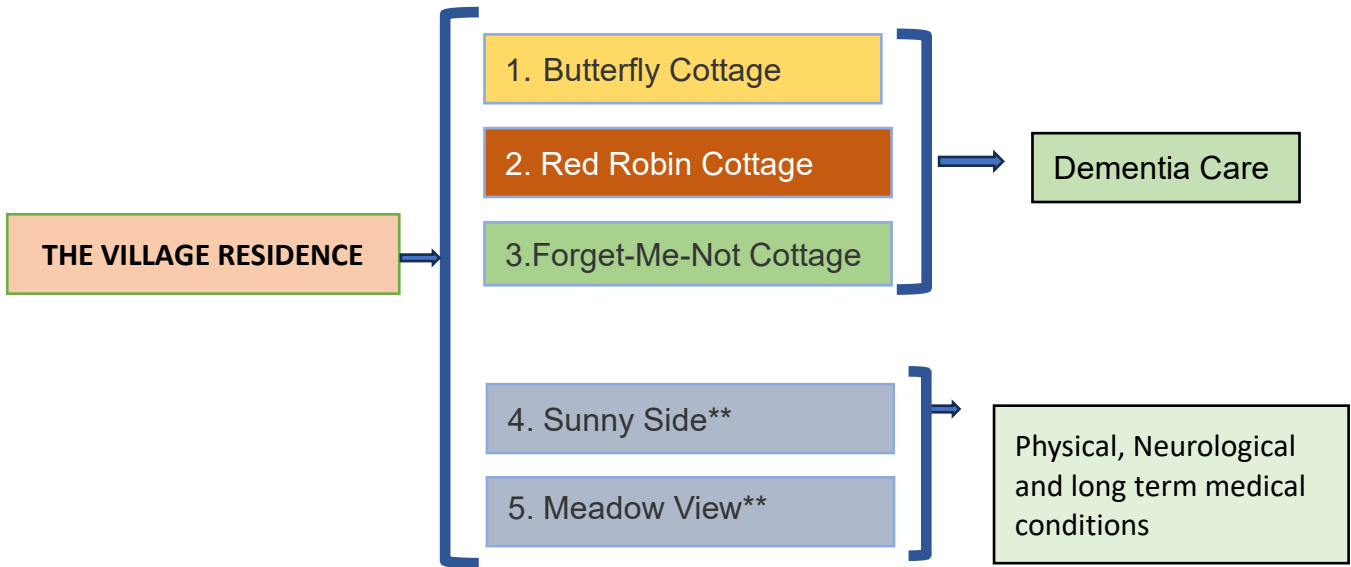 THE VILLAGE RESIDENCE
1. Butterfly Cottage
2. Red Robin Cottage
3.Forget-Me-Not Cottage
Dementia Care
4. Sunny Side**
5. Meadow View**
Physical, Neurological
and long term medical
conditions